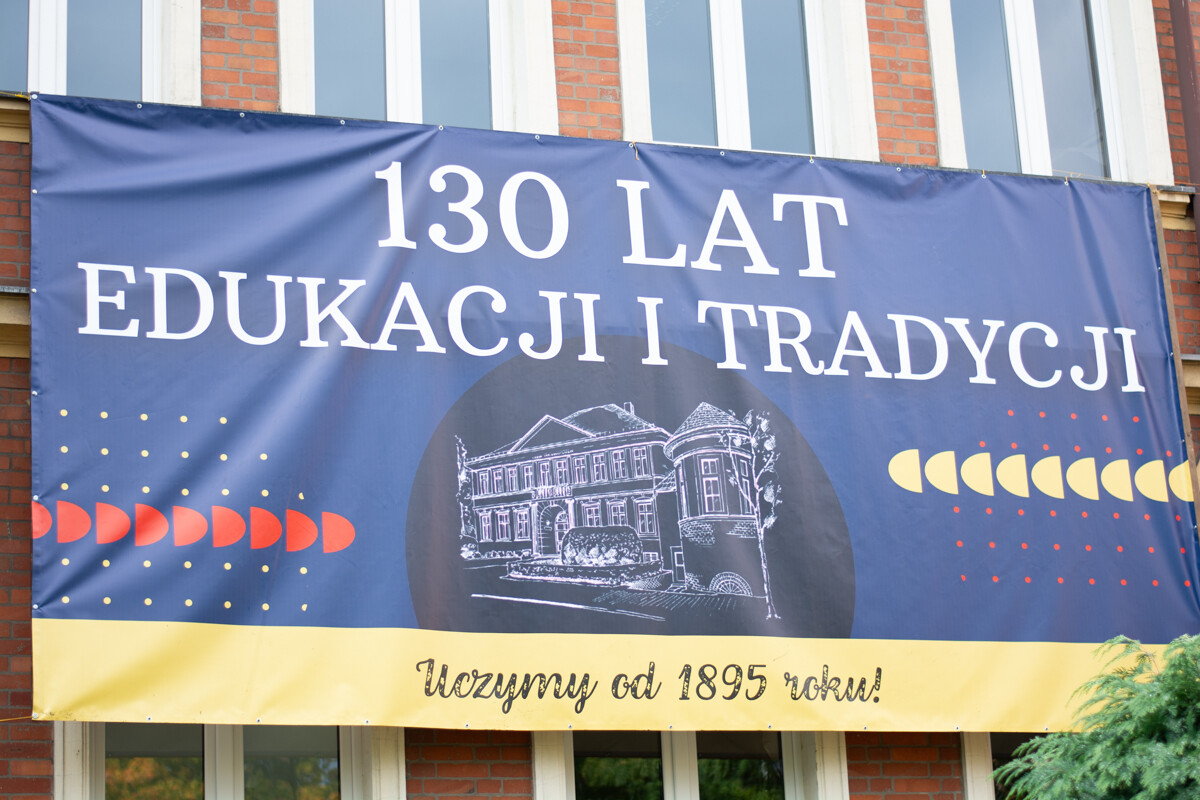 130 LAT
EDUKACJI I TRADYCJI
Uczymy od 1895 roku!